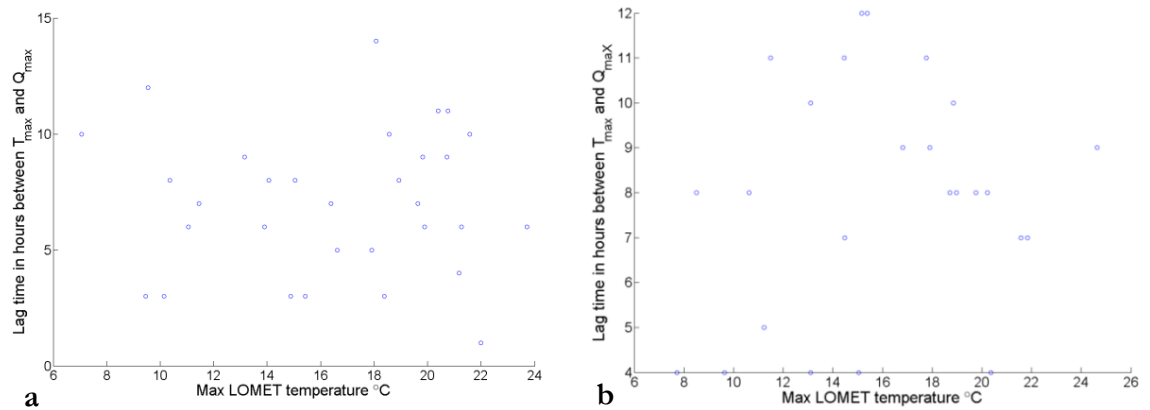 15
10
5
0
6 8 10 12 14 16 18 20 22 24
Lag time in hours between Tmax and Qmax
Max LOMET temperature °C
a
12
11
10
9
8
7
6
5
4
6 8 10 12 14 16 18 20 22 24 26
Lag time in hours between Tmax and QmaX
Max LOMET temperature °C
b